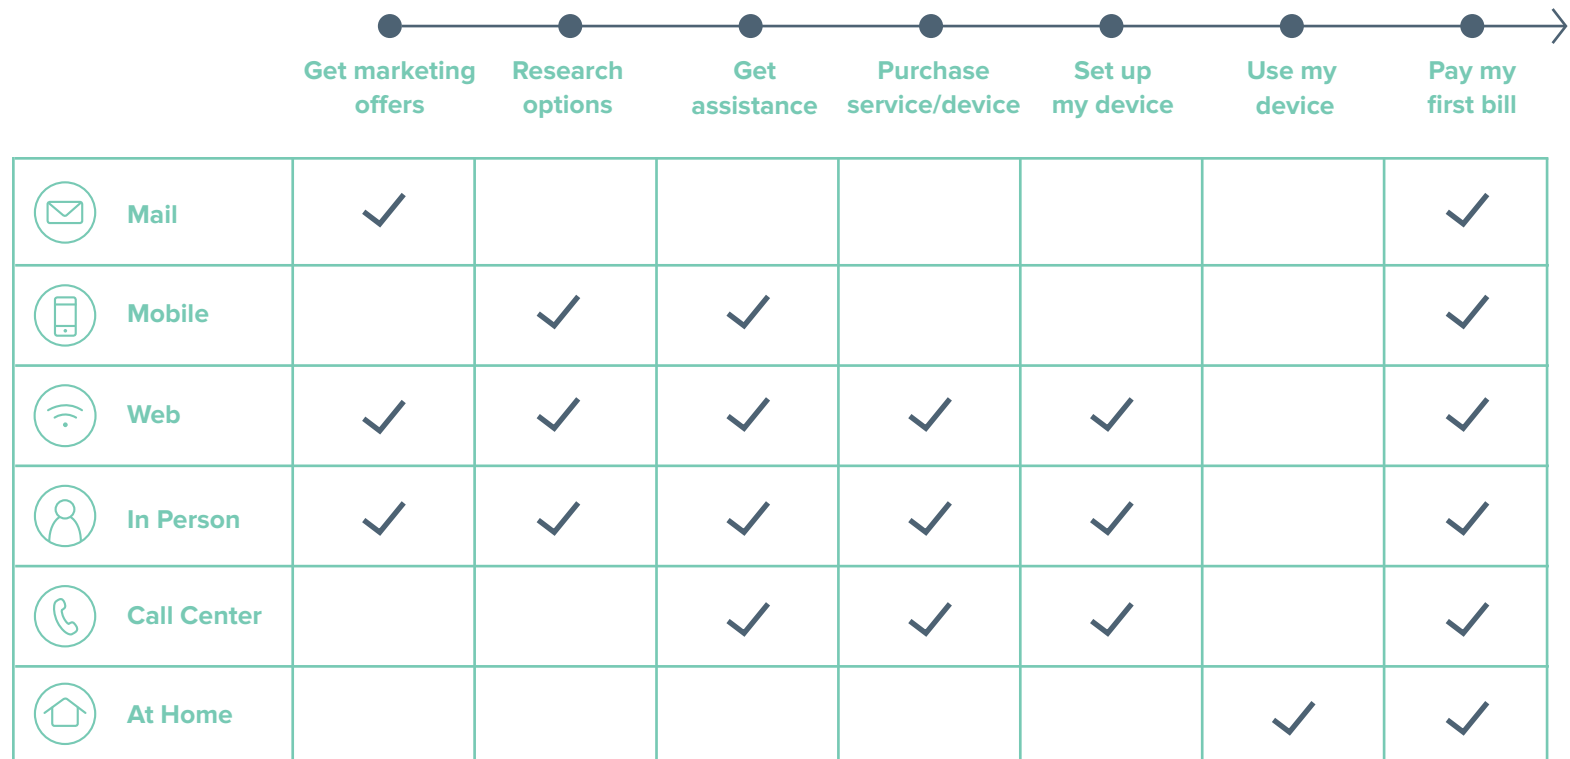 Get marketing
offers
Research
options
Get
assistance
Purchase
service/device
Set up
my device
Use my
device
Pay my
first bill
Mail
Mobile
Web
In Person
Call Center
At Home